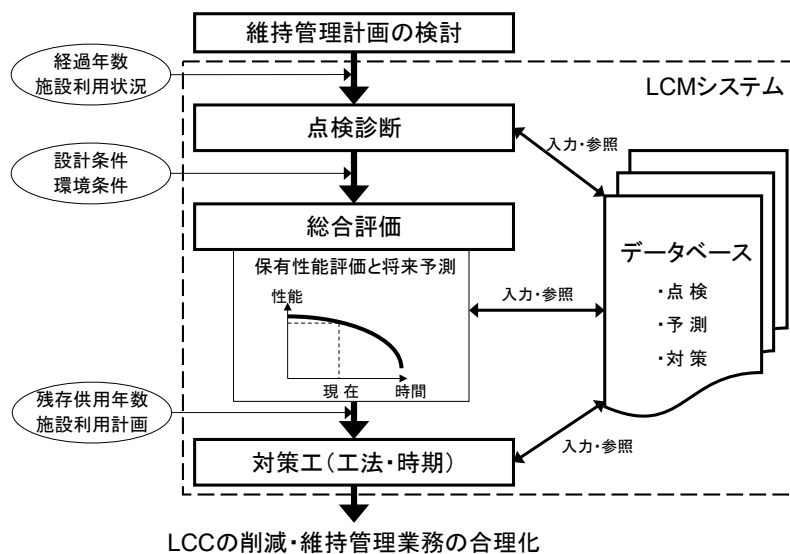 維持管理計画の検討
経過年数
施設利用状況
LCMシステム
点検診断
入力・参照
設計条件
環境条件
総合評価
保有性能評価と将来予測
性能
現 在
時間
入力・参照
データベース
・点 検
・予 測
・対 策
残存供用年数
施設利用計画
入力・参照
対策工(工法・時期)
LCCの削減・維持管理業務の合理化